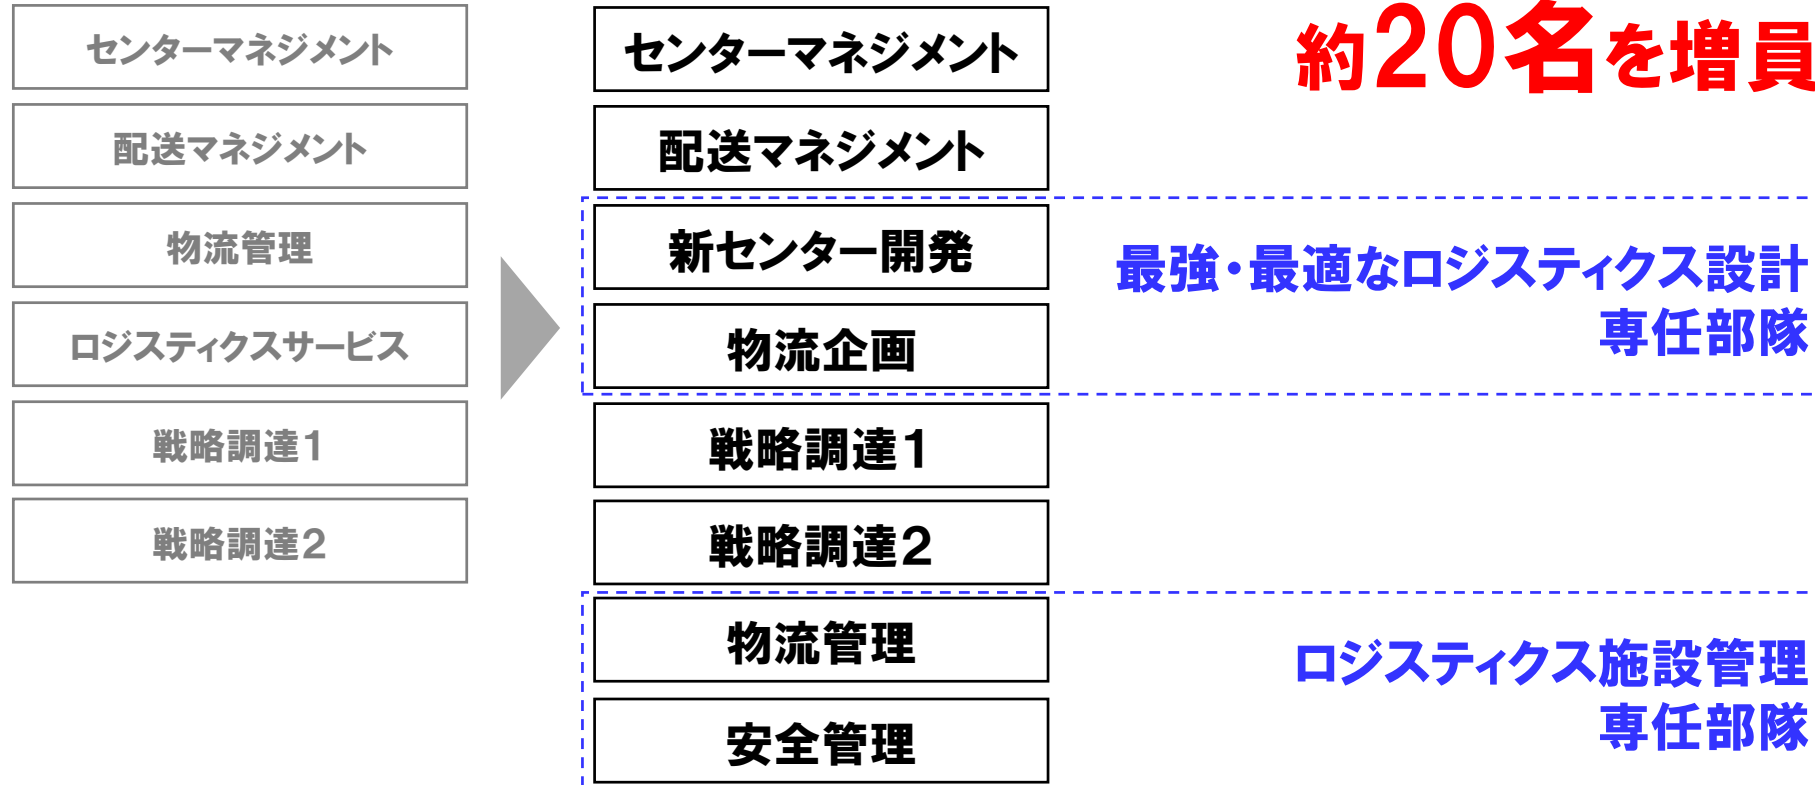 センターマネジメント
配送マネジメント
物流管理
ロジスティクスサービス
戦略調達1
戦略調達2
センターマネジメント
配送マネジメント
新センター開発
物流企画
戦略調達1
戦略調達2
物流管理
安全管理
約20名を増員
最強・最適なロジスティクス設計
専任部隊
ロジスティクス施設管理
専任部隊